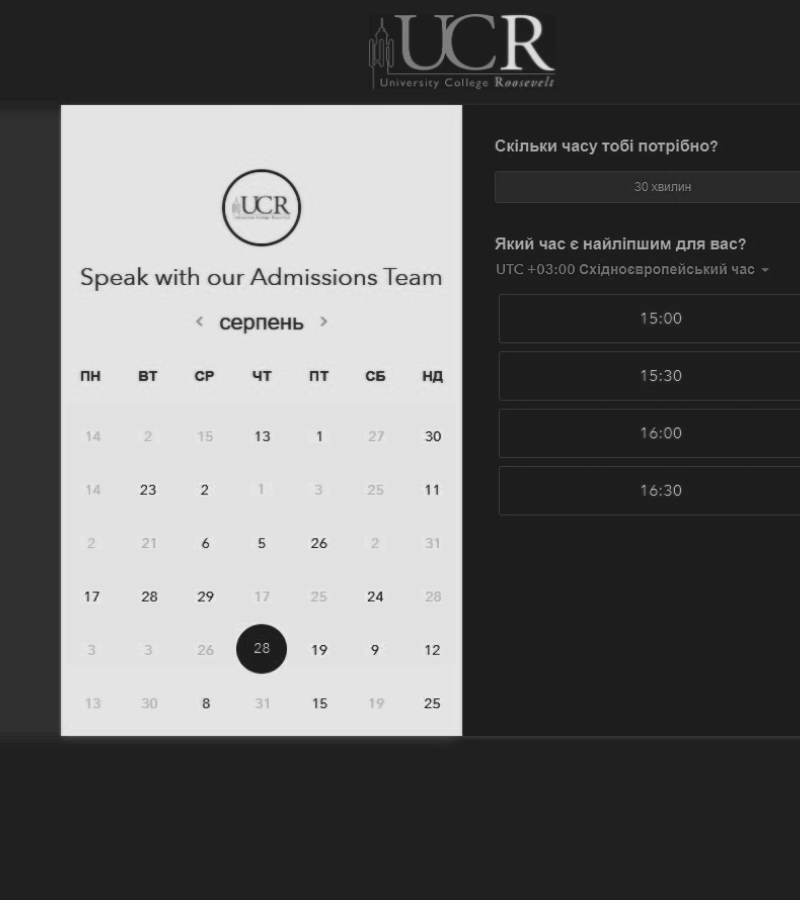 UCR
University College Roosevelt
UCR
Speak with our Admissions Team
серпень
ПН ВТ СР ЧТ ПТ СБ НД
14 2 15 13 1 27 30
14 23 2 1 3 25 11
2 21 6 5 26 2 31
17 28 29 17 25 24 28
3 3 26 28 19 9 12
13 30 8 31 15 19 25
Скільки часу тобі потрібно?
30 хвилин
Який час є найліпшим для вас?
UTC +03:00 Східноєвропейський час
15:00
15:30
16:00
16:30